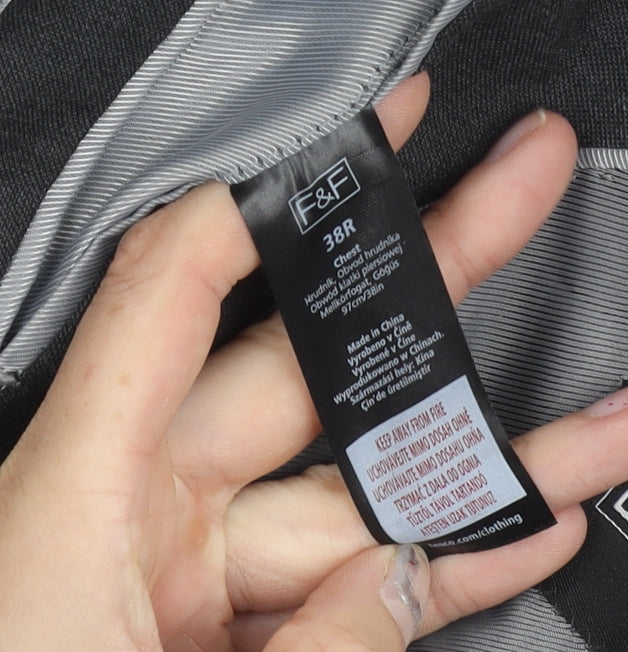 F&F
38R
Chest
Hrudník, Obvod hrudníka
Obwód klatki piersiowej
Mellkörfogat, Göğüs
97cm/38in
Made in China
Vyrobeno v Číně
Vyrobené v Číne
Wyprodukowano w Chinach.
Származási hely: Kína
Çin'de üretilmiştir
KEEP AWAY FROM FIRE
UCHOVÁVEJTE MIMO DOSAH OHNĚ
UCHOVÁVAJTE MIMO DOSAHU OHŇA
TRZYMAĆ Z DALA OD OGNIA
TŰZTŐL TÁVOL TARTANDÓ
ATEŞTEN UZAK TUTUNUZ
tesco.com/clothing